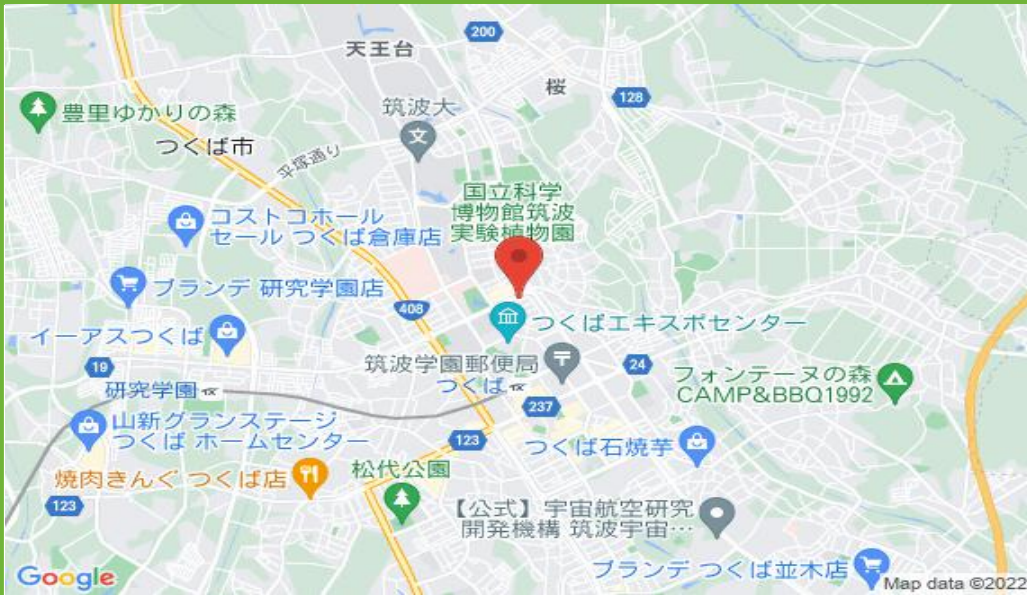 200
天王台
桜
128
豊里ゆかりの森
筑波大
つくば市
平塚通り
国立科学
博物館筑波
実験植物園
コストコホール
セール つくば倉庫店
ブランデ 研究学園店
408
つくばエキスポセンター
イーアスつくば
筑波学園郵便局
19
24
研究学園
つくば
フォンテーヌの森
CAMP&BBQ1992
237
山新グランステージ
つくば ホームセンター
123
つくば石焼芋
焼肉きんぐ つくば店
松代公園
123
【公式】宇宙航空研究
開発機構 筑波宇宙…
ブランデ つくば並木店
Google
Map data ©2022